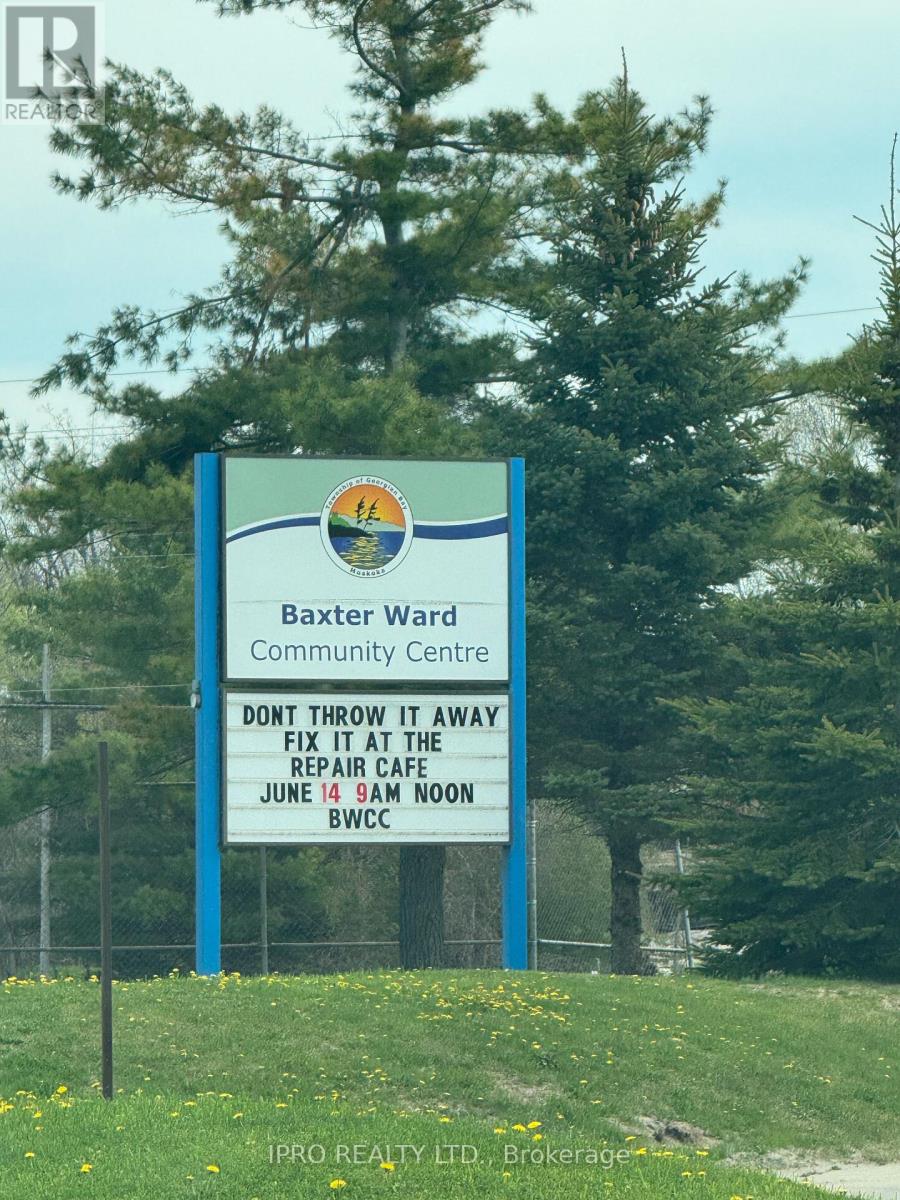 REALTOR
Township of Georgian Bay
Muskoka
Baxter Ward
Community Centre
DONT THROW IT AWAY
FIX IT AT THE
REPAIR CAFE
JUNE 14 9AM NOON
BWCC
IPRO REALTY LTD., Brokerage